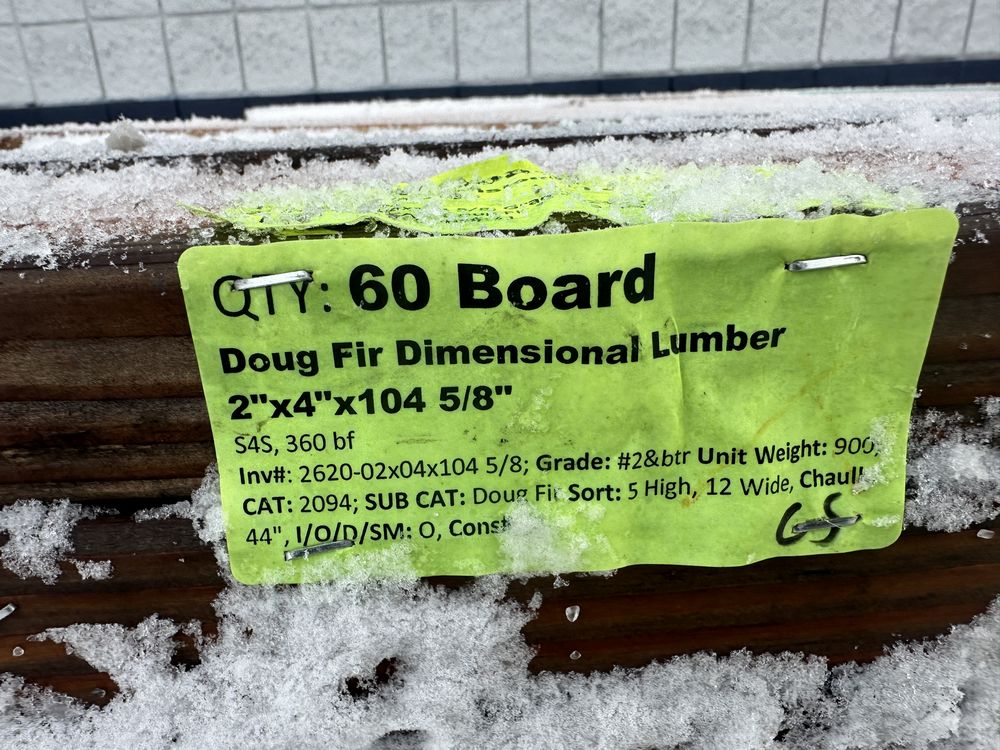 QTY: 60 Board
Doug Fir Dimensional Lumber
2"x4"x104 5/8"
S4S, 360 bf
Inv#: 2620-02x04x104 5/8; Grade: #2&btr Unit Weight: 900,
CAT: 2094; SUB CAT: Doug Fir Sort: 5 High, 12 Wide,
44", I/O/D/SM: O,
GS